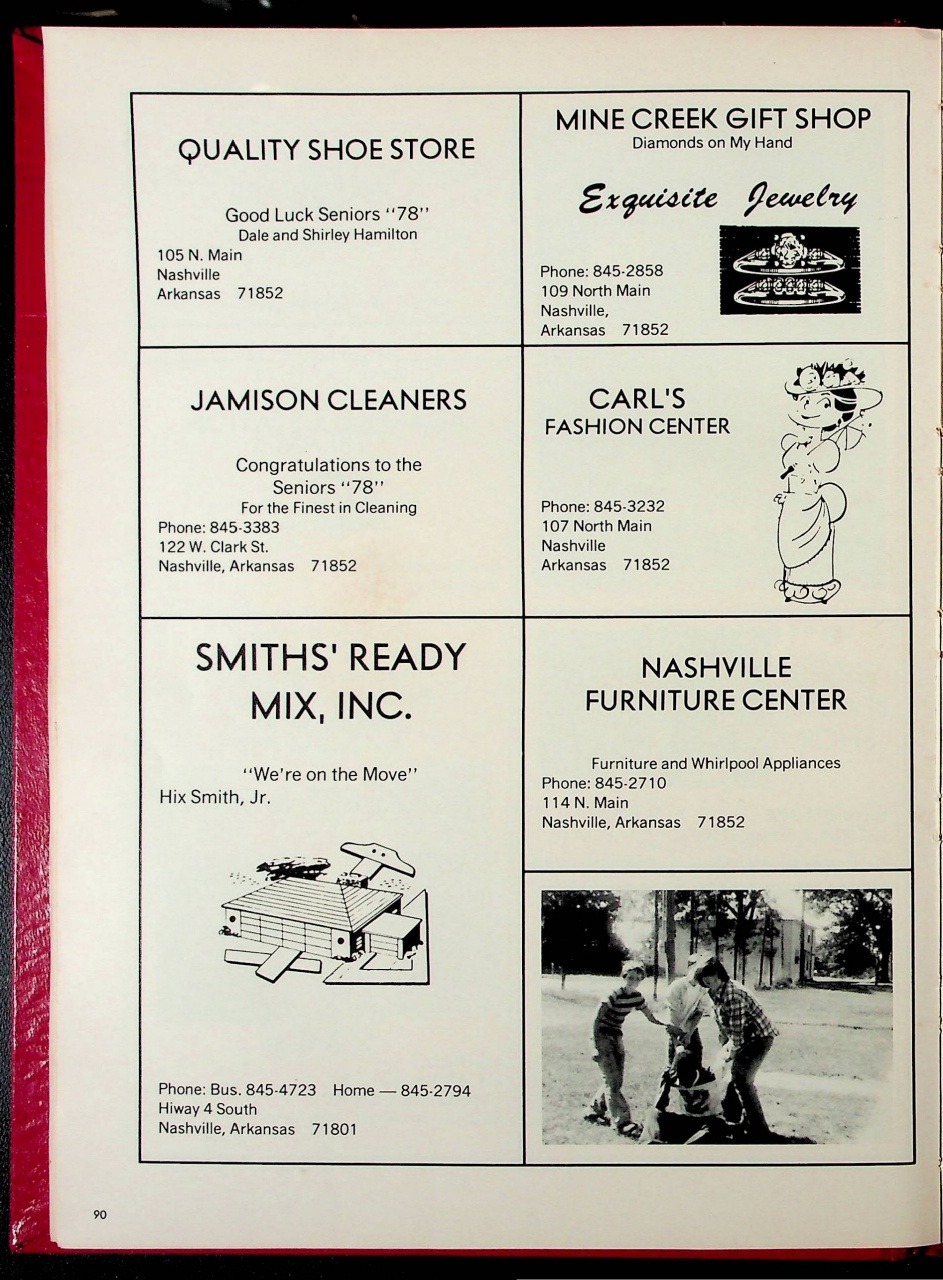 QUALITY SHOE STORE
Good Luck Seniors "78"
Dale and Shirley Hamilton
105 N. Main
Nashville
Arkansas 71852
MINE CREEK GIFT SHOP
Diamonds on My Hand
Exquisite Jewelry
Phone: 845-2858
109 North Main
Nashville,
Arkansas 71852
JAMISON CLEANERS
Congratulations to the
Seniors "78"
For the Finest in Cleaning
Phone: 845-3383
122 W. Clark St.
Nashville, Arkansas 71852
CARL'S
FASHION CENTER
Phone: 845-3232
107 North Main
Nashville
Arkansas 71852
SMITHS' READY
MIX, INC.
"We're on the Move"
Hix Smith, Jr.
Phone: Bus. 845-4723 Home — 845-2794
Hiway 4 South
Nashville, Arkansas 71801
NASHVILLE
FURNITURE CENTER
Furniture and Whirlpool Appliances
Phone: 845-2710
114 N. Main
Nashville, Arkansas 71852
90